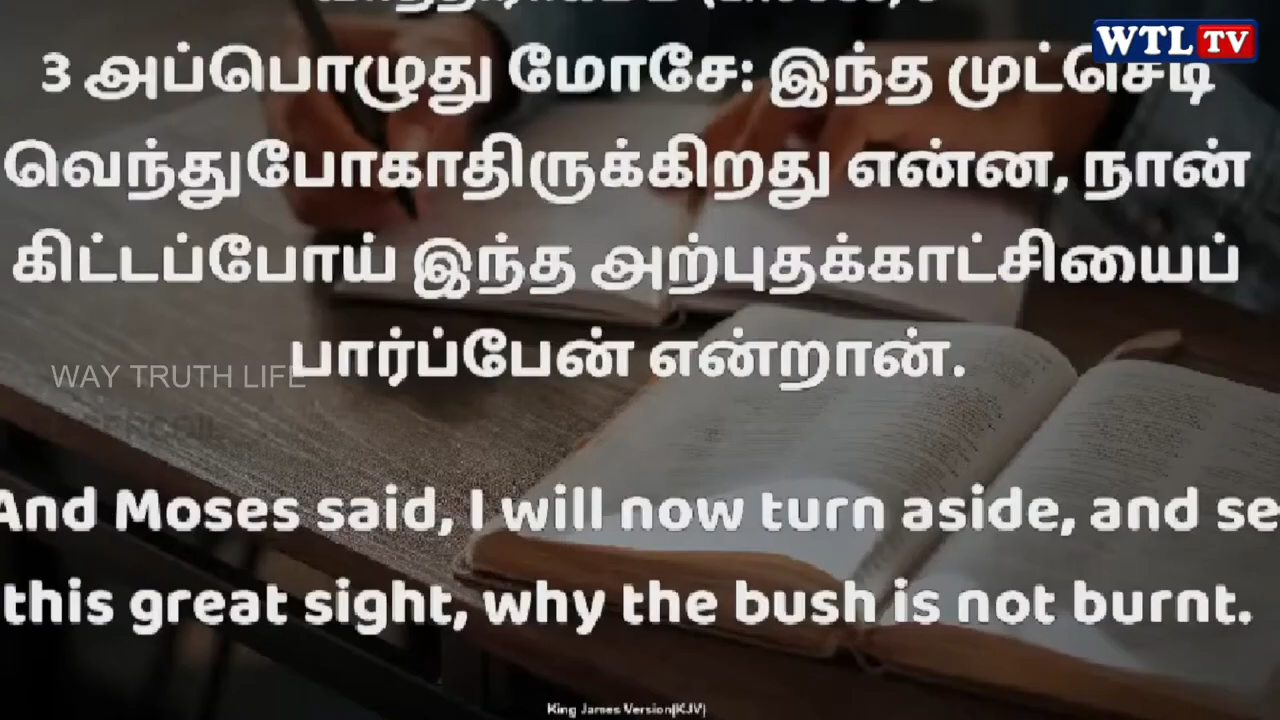 WTL TV
3 அப்பொழுது மோசே: இந்த முட்செடி
வெந்துபோகாதிருக்கிறது என்ன, நான்
கிட்டப்போய் இந்த அற்புதக்காட்சியைப்
பார்ப்பேன் என்றான்.
WAY TRUTH LIFE
And Moses said, I will now turn aside, and se
this great sight, why the bush is not burnt.
King James Version(KJV)